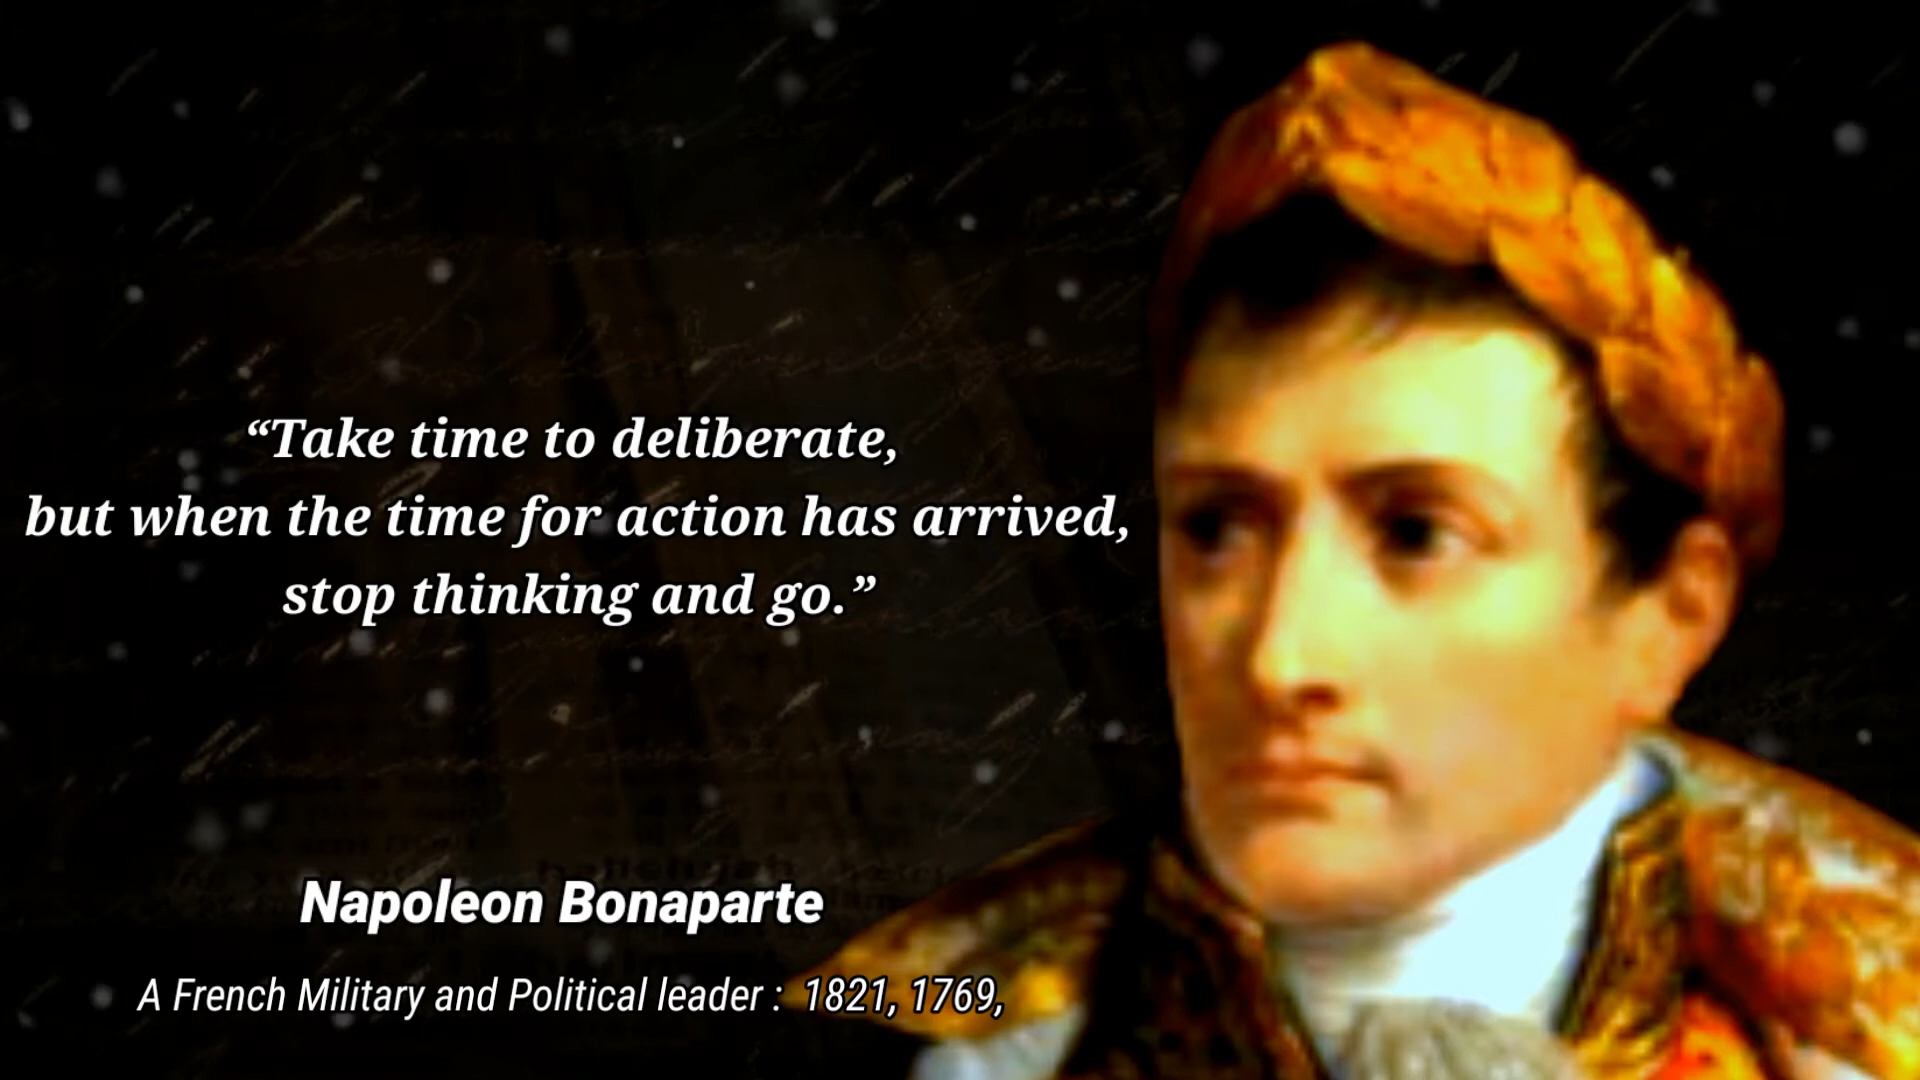 “Take time to deliberate,
but when the time for action has arrived,
stop thinking and go.”
Napoleon Bonaparte
A French Military and Political leader : 1821, 1769,